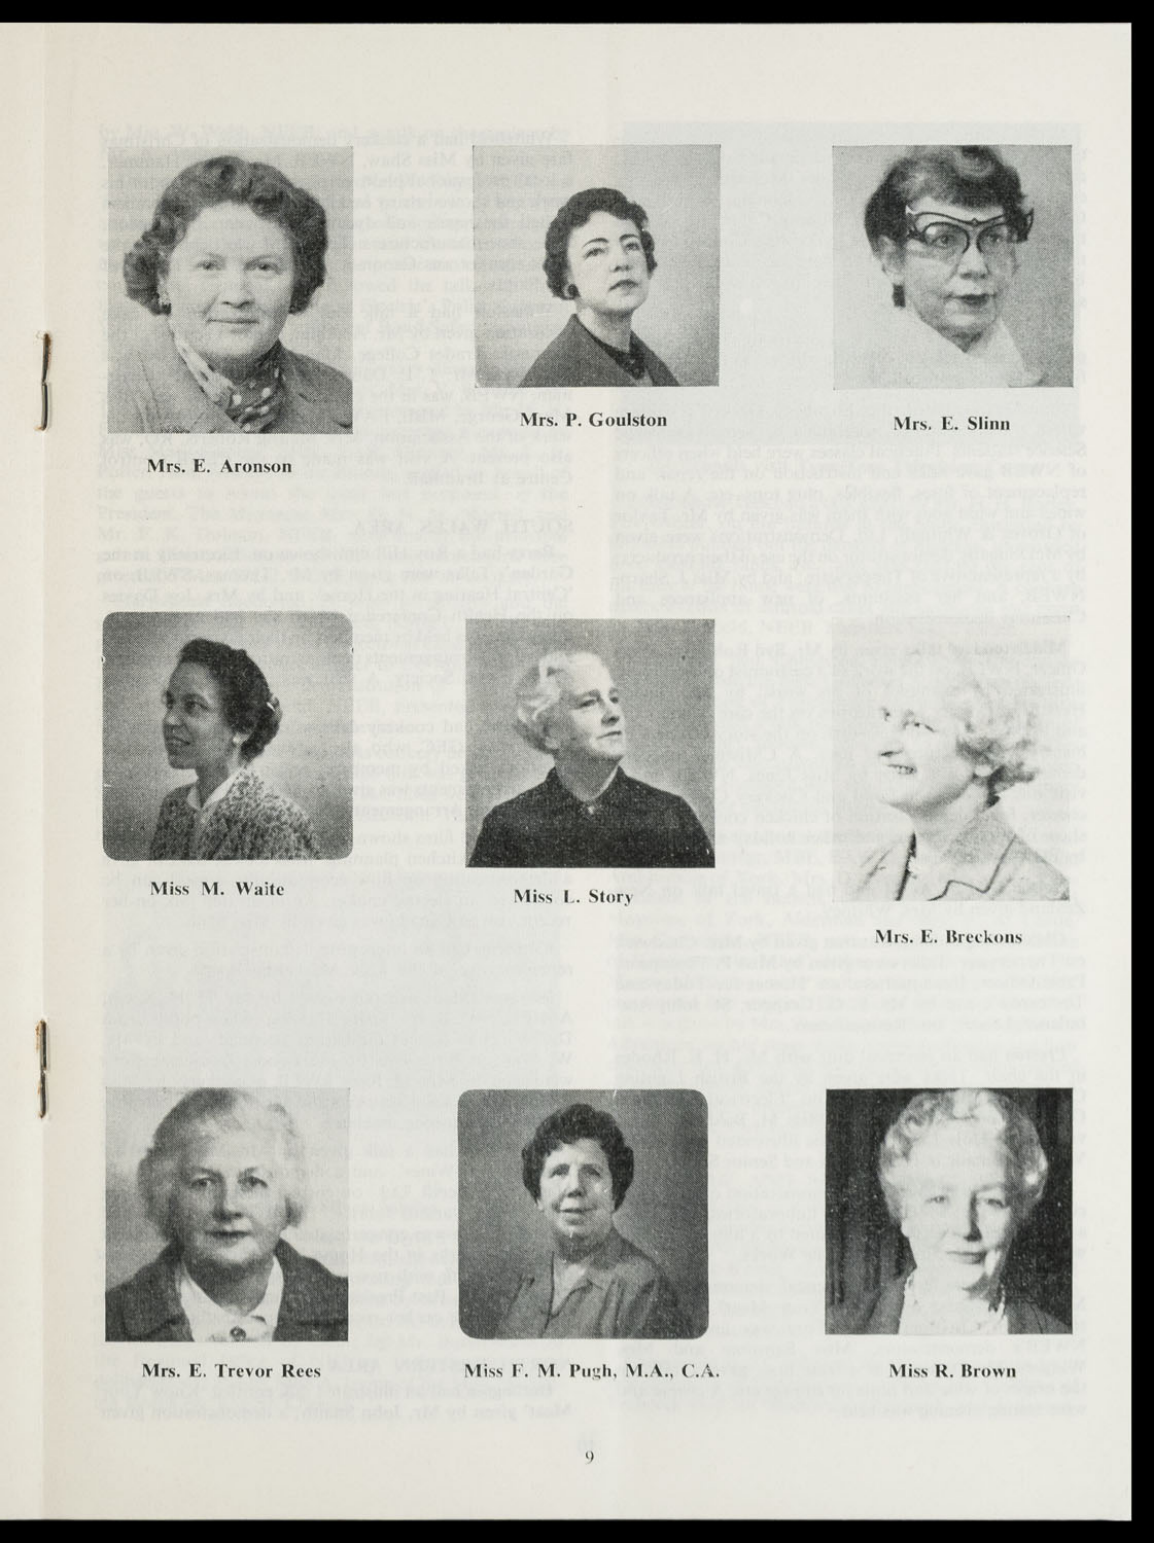 Mrs. E. Aronson
Mrs. P. Goulston
Mrs. E. Slinn
Miss M. Waite
Miss L. Story
Mrs. E. Breckons
Mrs. E. Trevor Rees
Miss F. M. Pugh, M.A., C.A.
Miss R. Brown
9